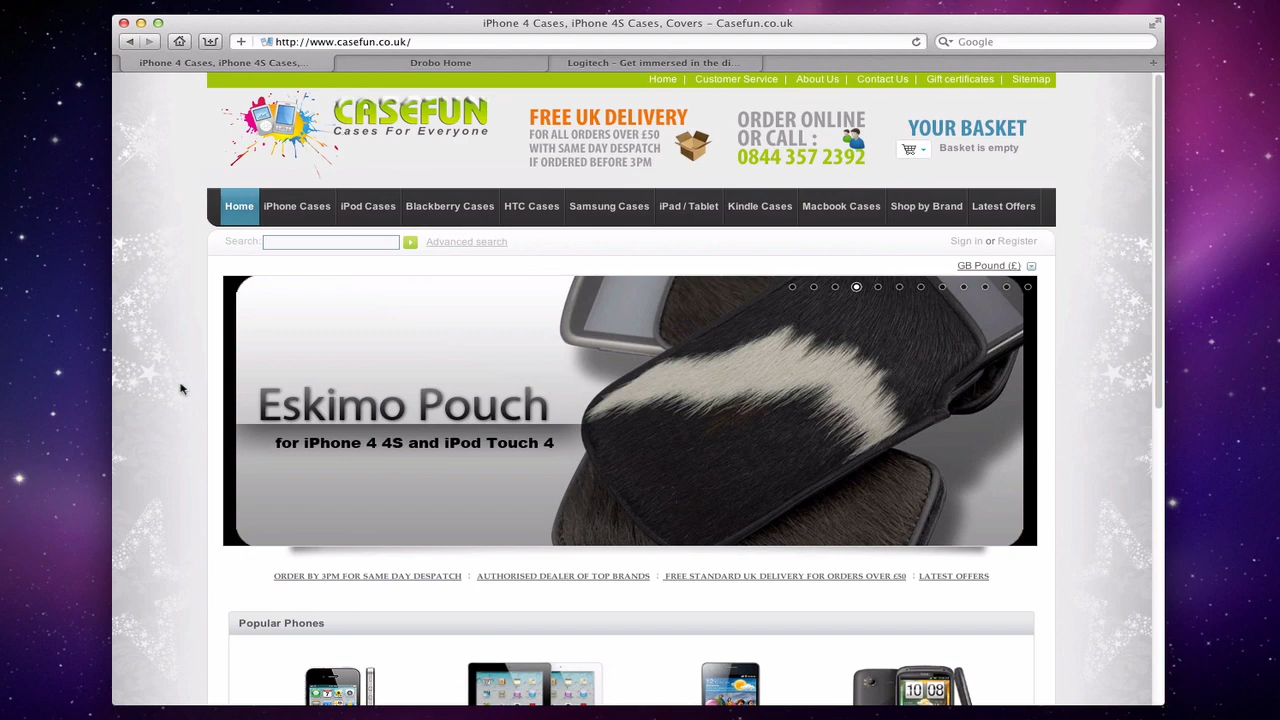 iPhone 4 Cases, iPhone 4S Cases, Covers – Casefun.co.uk
http://www.casefun.co.uk/
Google
iPhone 4 Cases, iPhone 4S Cases,...
Drobo Home
Logitech – Get immersed in the di...
Home | Customer Service | About Us | Contact Us | Gift certificates | Sitemap
CASEFUN
Cases For Everyone
FREE UK DELIVERY
FOR ALL ORDERS OVER £50
WITH SAME DAY DESPATCH
IF ORDERED BEFORE 3PM
ORDER ONLINE
OR CALL :
0844 357 2392
YOUR BASKET
Basket is empty
Home iPhone Cases iPod Cases Blackberry Cases HTC Cases Samsung Cases iPad / Tablet Kindle Cases Macbook Cases Shop by Brand Latest Offers
Search: Advanced search
Sign in or Register
GB Pound (£)
Eskimo Pouch
for iPhone 4 4S and iPod Touch 4
ORDER BY 3PM FOR SAME DAY DESPATCH : AUTHORISED DEALER OF TOP BRANDS : FREE STANDARD UK DELIVERY FOR ORDERS OVER £50 : LATEST OFFERS
Popular Phones
10 08